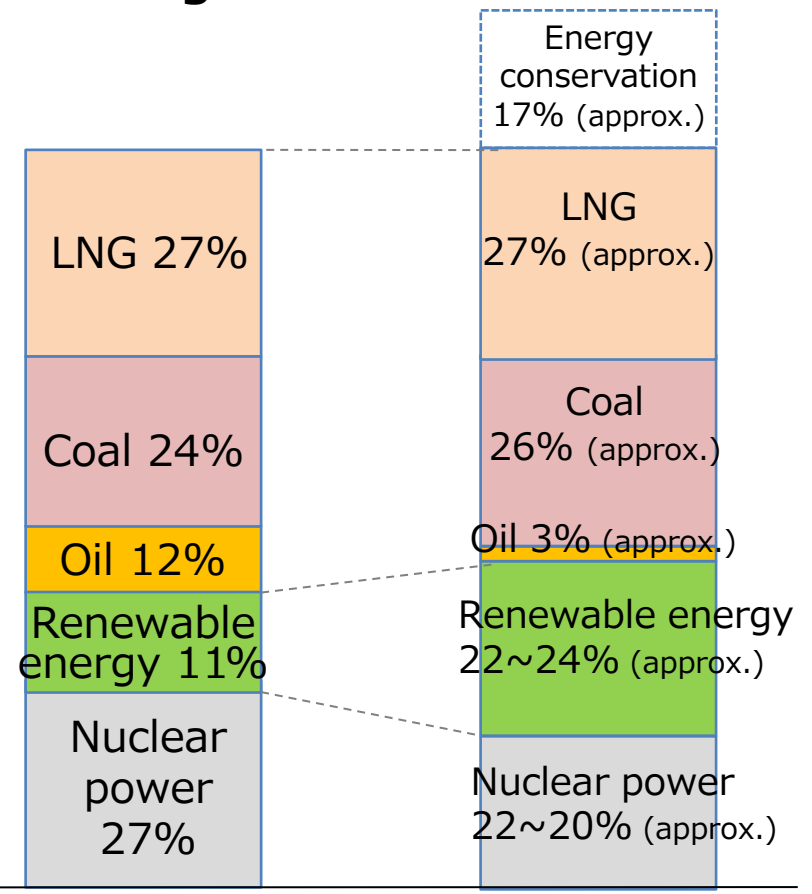 LNG 27%
Coal 24%
Oil 12%
Renewable
energy 11%
Nuclear
power
27%
Energy
conservation
17% (approx.)
LNG
27% (approx.)
Coal
26% (approx.)
Oil 3% (approx.)
Renewable energy
22~24% (approx.)
Nuclear power
22~20% (approx.)